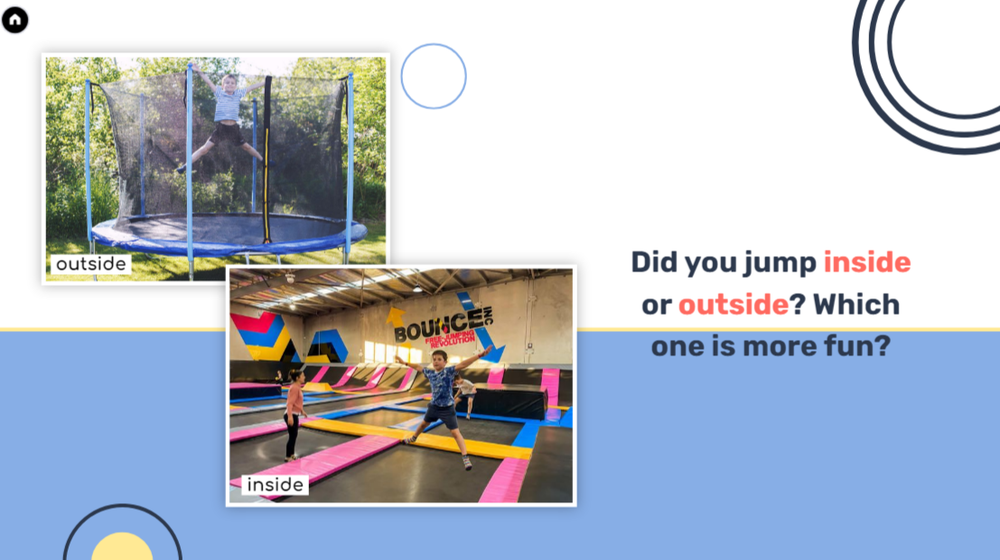 outside
BOUNCE INC
FREE-JUMPING
REVOLUTION
inside
Did you jump inside
or outside? Which
one is more fun?